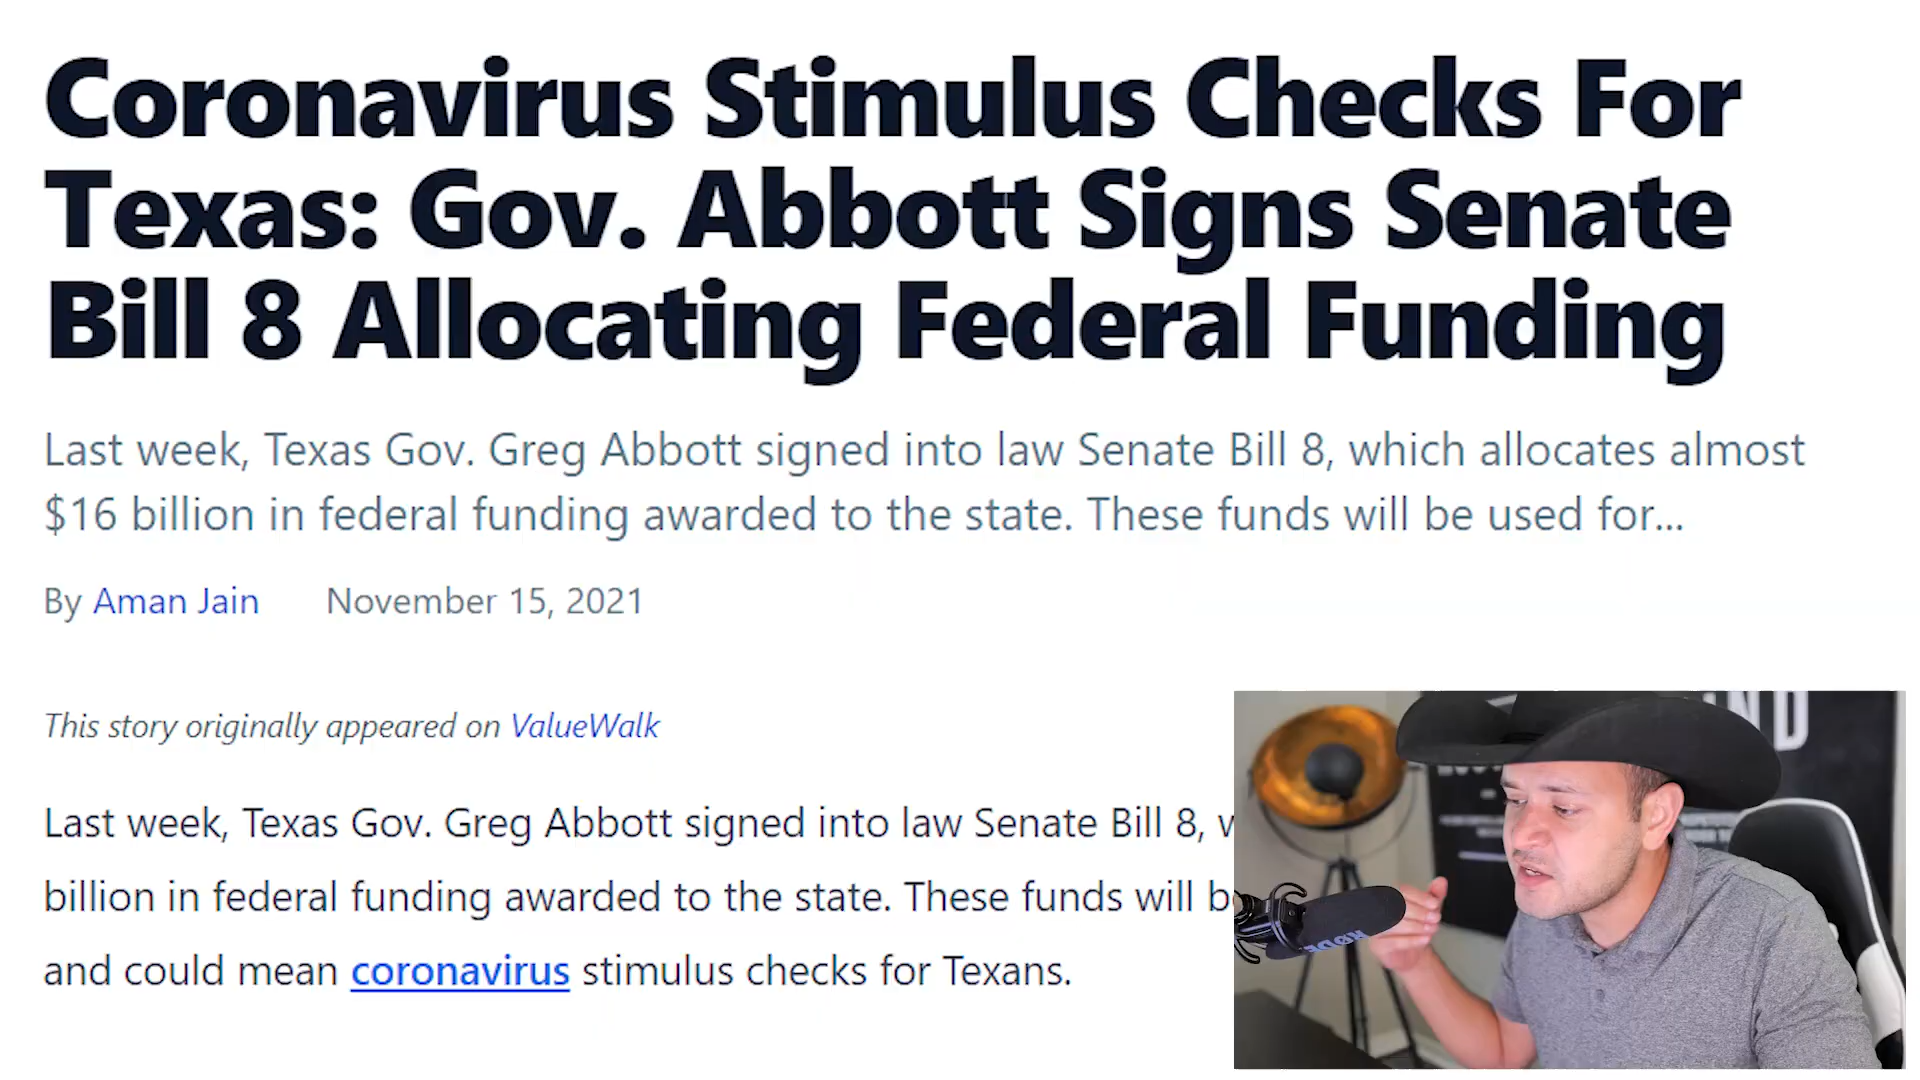 Coronavirus Stimulus Checks For
Texas: Gov. Abbott Signs Senate
Bill 8 Allocating Federal Funding
Last week, Texas Gov. Greg Abbott signed into law Senate Bill 8, which allocates almost
$16 billion in federal funding awarded to the state. These funds will be used for...
By Aman Jain November 15, 2021
This story originally appeared on ValueWalk
Last week, Texas Gov. Greg Abbott signed into law Senate Bill 8,
billion in federal funding awarded to the state. These funds will
and could mean coronavirus stimulus checks for Texans.
RØDE